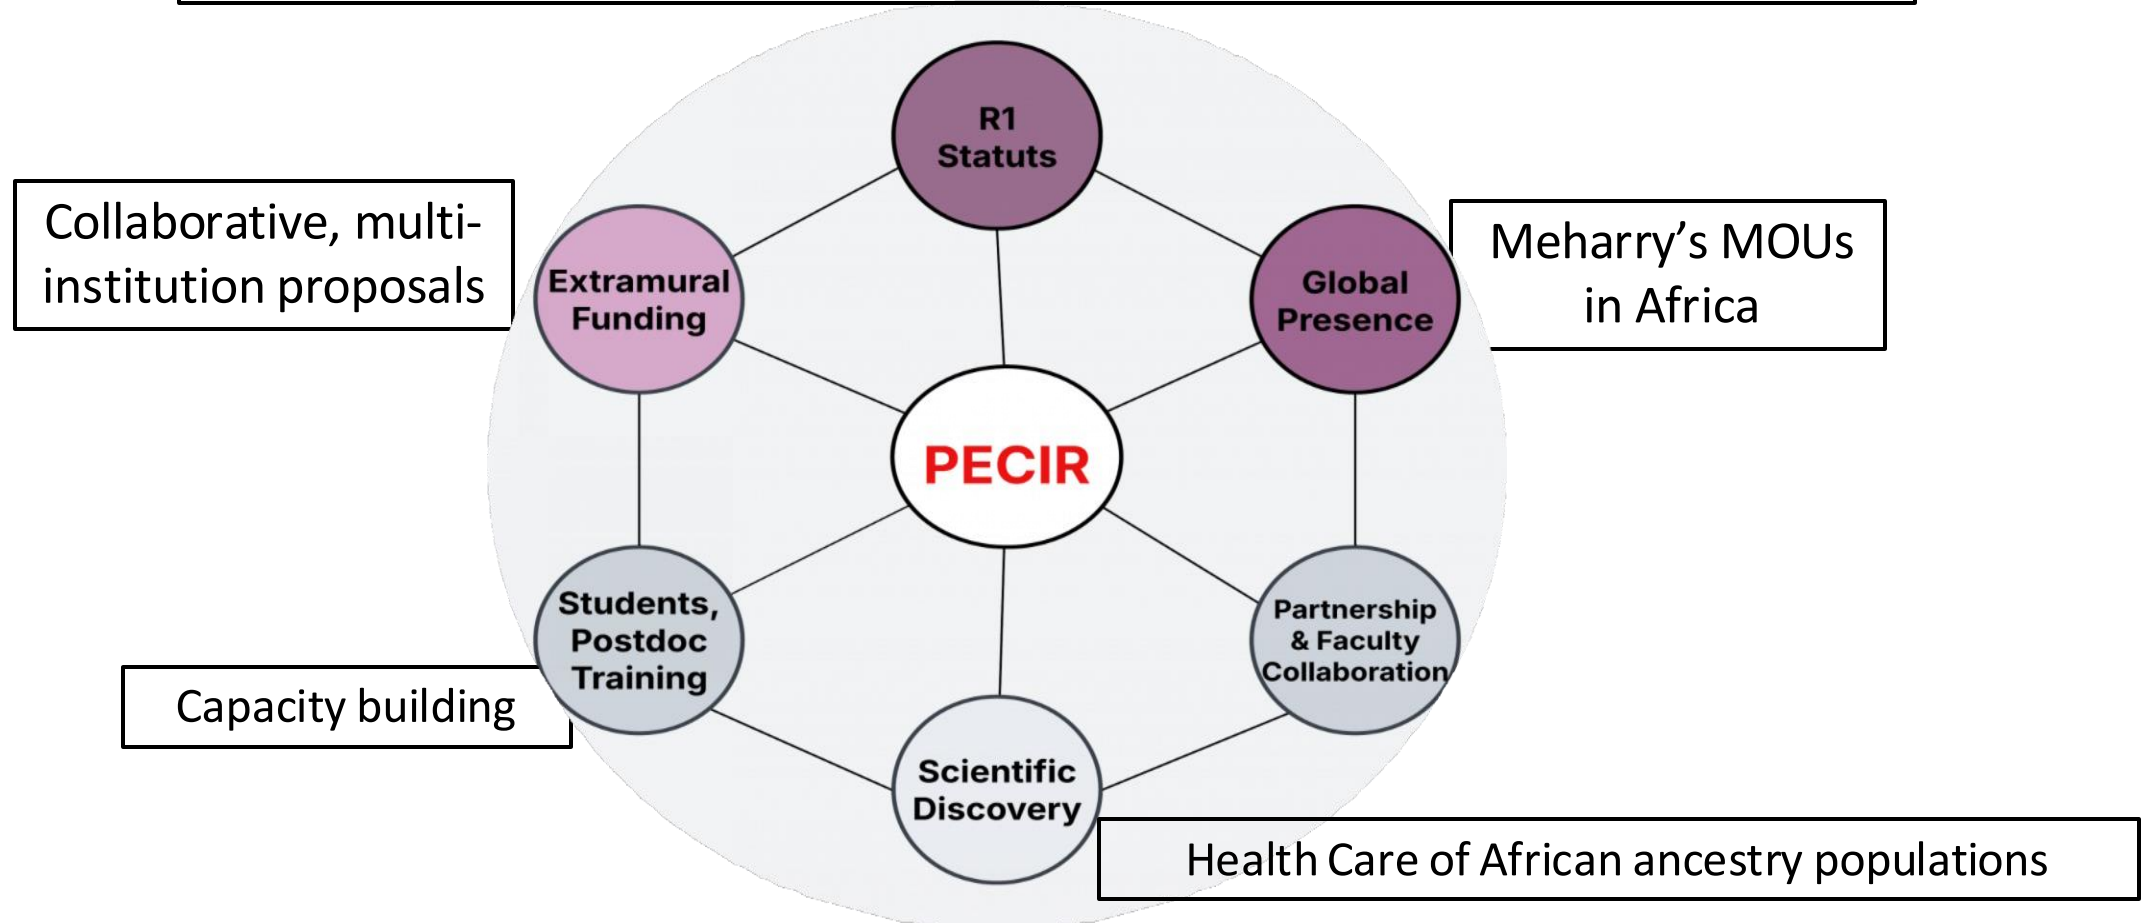 R1
Statuts
Collaborative, multi-
institution proposals
Extramural
Funding
Global
Presence
Meharry’s MOUs
in Africa
PECIR
Students,
Postdoc
Training
Partnership
& Faculty
Collaboration
Capacity building
Scientific
Discovery
Health Care of African ancestry populations